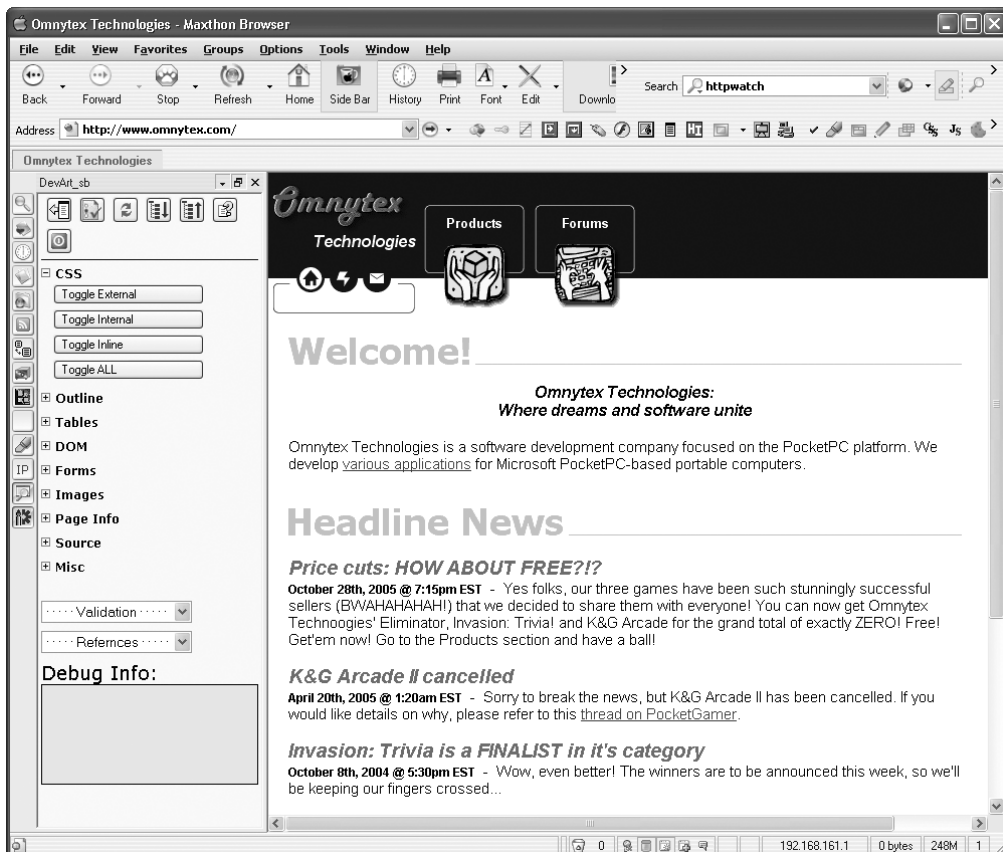 Omnytex Technologies - Maxthon Browser
File Edit View Favorites Groups Options Tools Window Help
Back Forward Stop Refresh Home Side Bar History Print Font Edit Downlo Search httpwatch
Address http://www.omnytex.com/
Omnytex Technologies
DevArt_sb
CSS
Toggle External
Toggle Internal
Toggle Inline
Toggle ALL
Outline
Tables
DOM
IP
Forms
Images
Page Info
Source
Misc
····· Validation ·····
····· Refernces ·····
Debug Info:
Omnytex
Technologies
Products
Forums
Welcome!
Omnytex Technologies:
Where dreams and software unite
Omnytex Technologies is a software development company focused on the PocketPC platform. We
develop various applications for Microsoft PocketPC-based portable computers.
Headline News
Price cuts: HOW ABOUT FREE?!?
October 28th, 2005 @ 7:15pm EST - Yes folks, our three games have been such stunningly successful
sellers (BWAHAHAHAH!) that we decided to share them with everyone! You can now get Omnytex
Technoogies' Eliminator, Invasion: Trivia! and K&G Arcade for the grand total of exactly ZERO! Free!
Get'em now! Go to the Products section and have a ball!
K&G Arcade II cancelled
April 20th, 2005 @ 1:20am EST - Sorry to break the news, but K&G Arcade II has been cancelled. If you
would like details on why, please refer to this thread on PocketGamer.
Invasion: Trivia is a FINALIST in it's category
October 8th, 2004 @ 5:30pm EST - Wow, even better! The winners are to be announced this week, so we'll
be keeping our fingers crossed...
0 192.168.161.1 0 bytes 248M 1